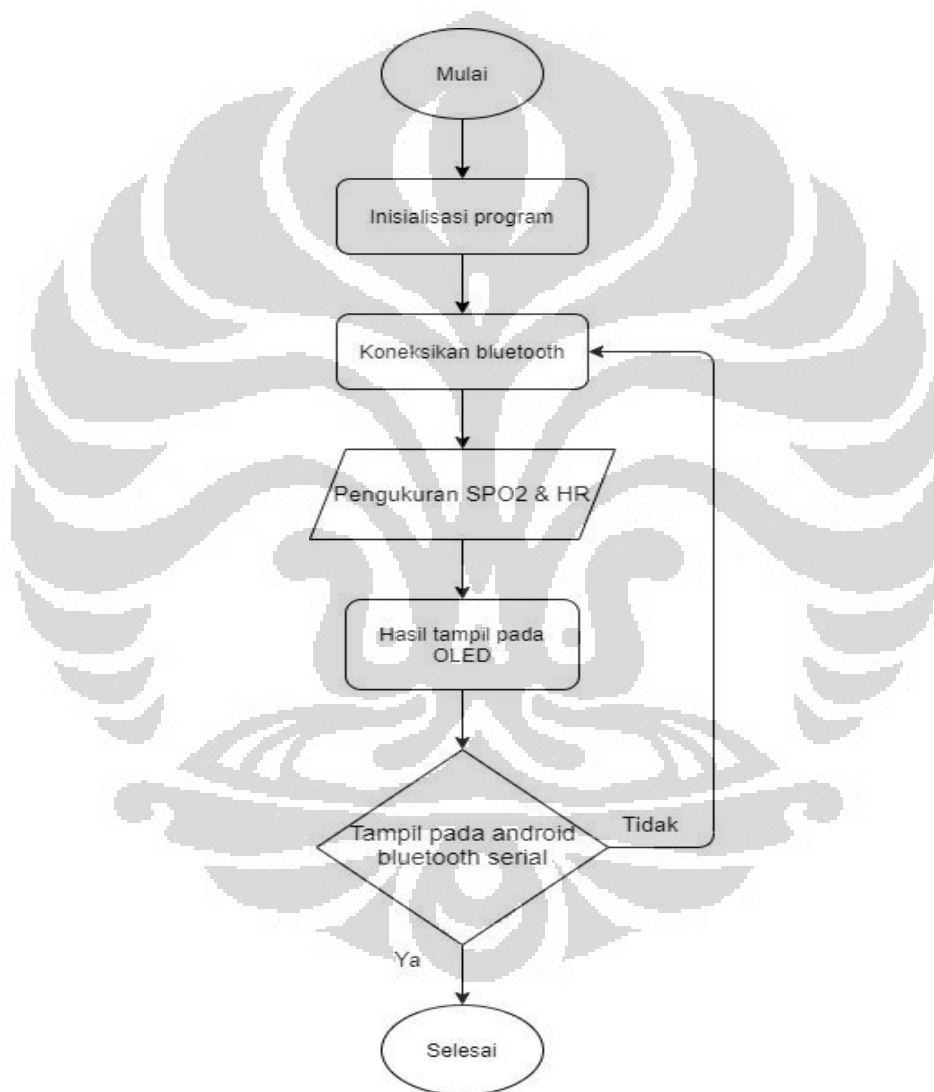 Mulai
Inisialisasi program
Koneksikan bluetooth
Pengukuran SPO2 & HR
Hasil tampil pada
OLED
Tampil pada android
bluetooth serial
Tidak
Ya
Selesai